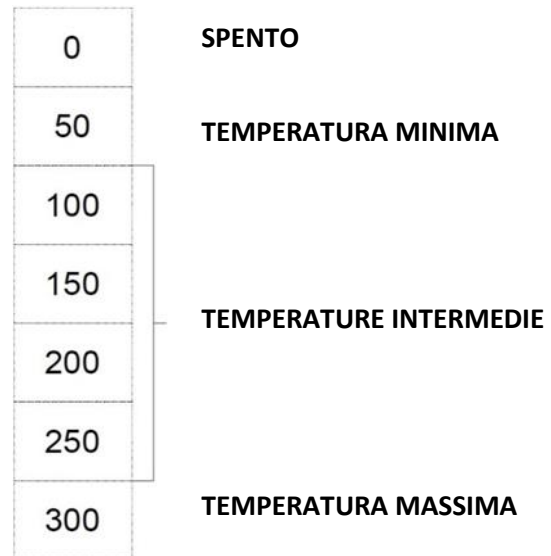 0 SPENTO
50 TEMPERATURA MINIMA
100
150
TEMPERATURE INTERMEDIE
200
250
300 TEMPERATURA MASSIMA